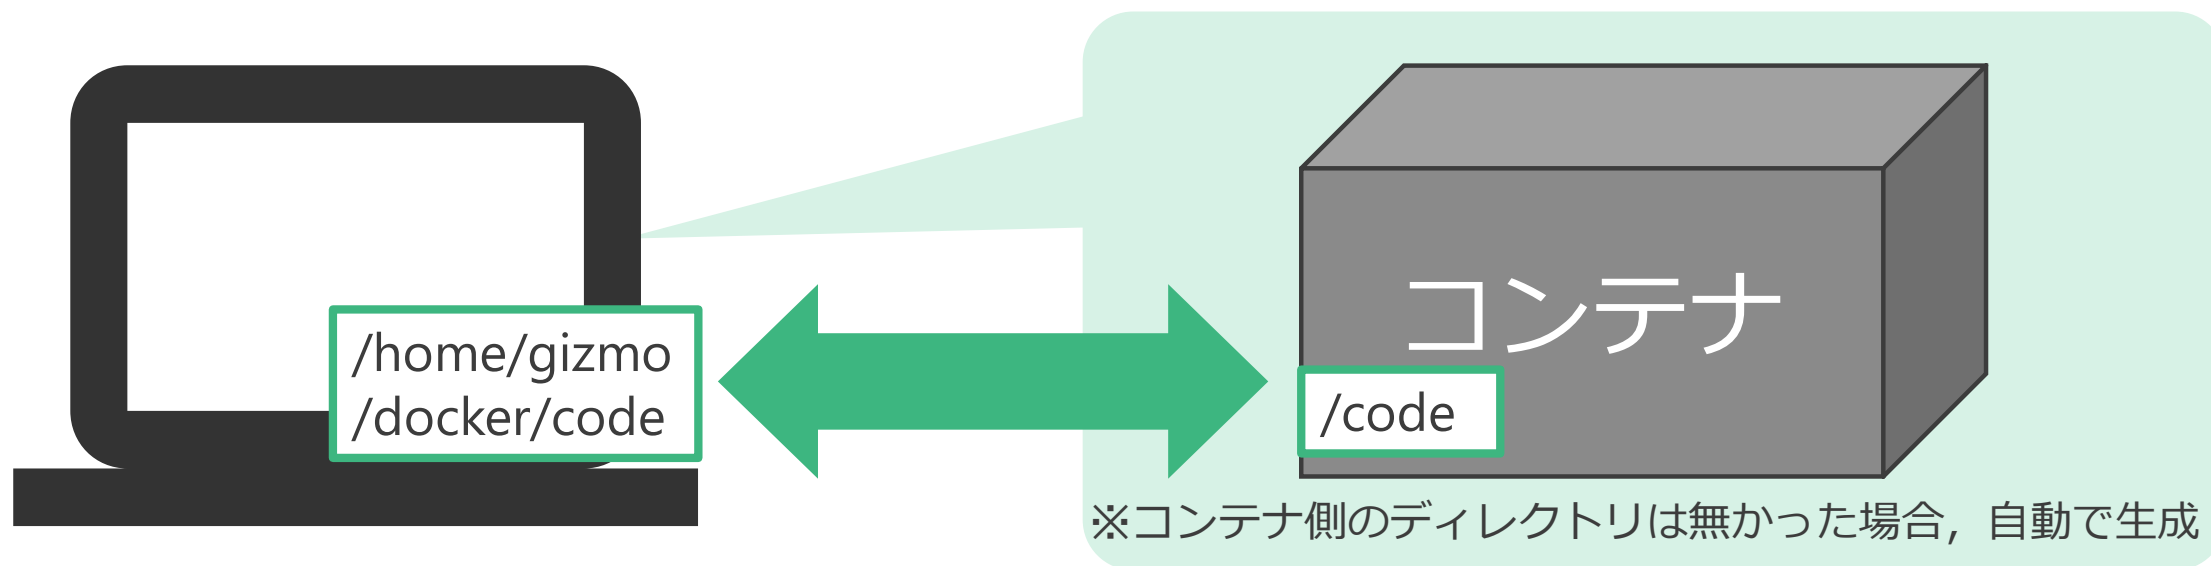 /home/gizmo
/docker/code
コンテナ
/code
※コンテナ側のディレクトリは無かった場合，自動で生成